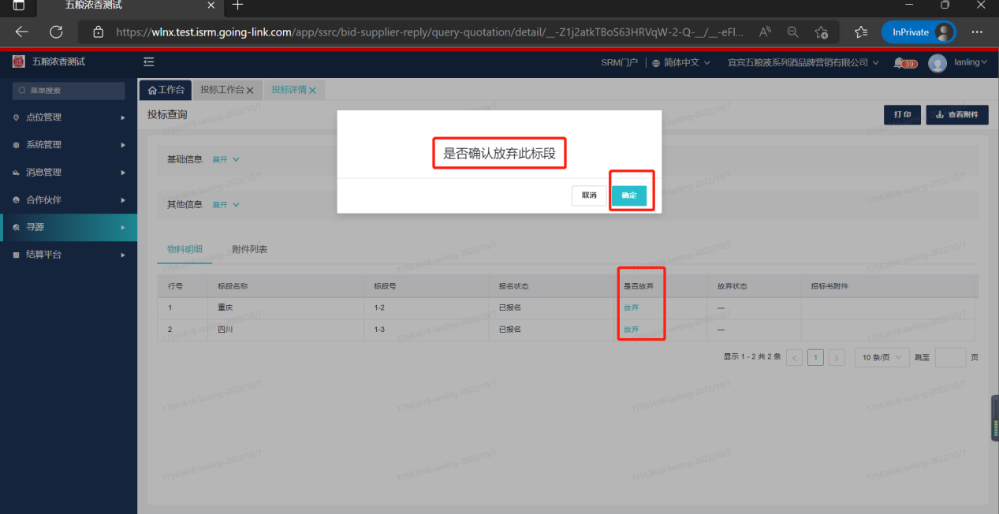 五粮浓香测试
https://wlnx.test.isrm.going-link.com/app/ssrc/bid-supplier-reply/query-quotation/detail/__-Z1j2atkTBoS63HRVqW-2-Q-__/__-eFl...
InPrivate
五粮浓香测试
SRM门户
简体中文
宜宾五粮液系列酒品牌营销有限公司
39
lanling
菜单搜索
工作台
投标工作台
投标详情
点位管理
系统管理
消息管理
合作伙伴
寻源
结算平台
投标查询
打印
查看附件
是否确认放弃此标段
取消
确定
基础信息 展开
其他信息 展开
物料明细 附件列表
行号 标段名称 标段号 报名状态 是否放弃 放弃状态 招标书附件
1 重庆 1-2 已报名 放弃 —
2 四川 1-3 已报名 放弃 —
显示 1 - 2 共 2 条 < 1 > 10 条/页 跳至 页
17563618-lanling-2022/10/7